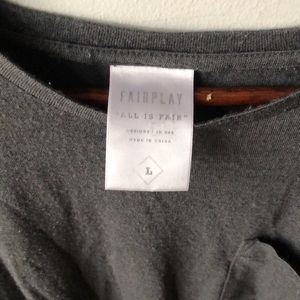 FAIRPLAY
"ALL IS FAIR"
DESIGNED IN USA
MADE IN CHINA
L